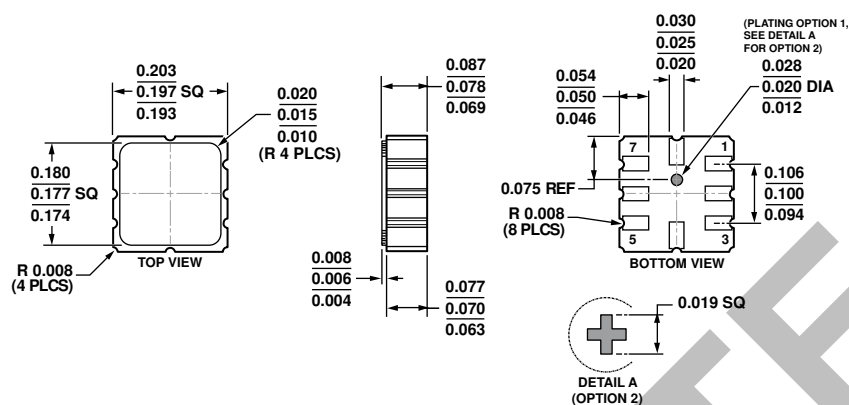 0.203
0.197 SQ
0.193
0.020
0.015
0.010
(R 4 PLCS)
0.180
0.177 SQ
0.174
R 0.008
(4 PLCS)
TOP VIEW
0.087
0.078
0.069
0.008
0.006
0.004
0.077
0.070
0.063
0.030
0.025
0.020
(PLATING OPTION 1,
SEE DETAIL A
FOR OPTION 2)
0.054
0.050
0.046
0.028
0.020 DIA
0.012
7
1
0.075 REF
0.106
0.100
0.094
R 0.008
(8 PLCS)
5
3
BOTTOM VIEW
0.019 SQ
DETAIL A
(OPTION 2)